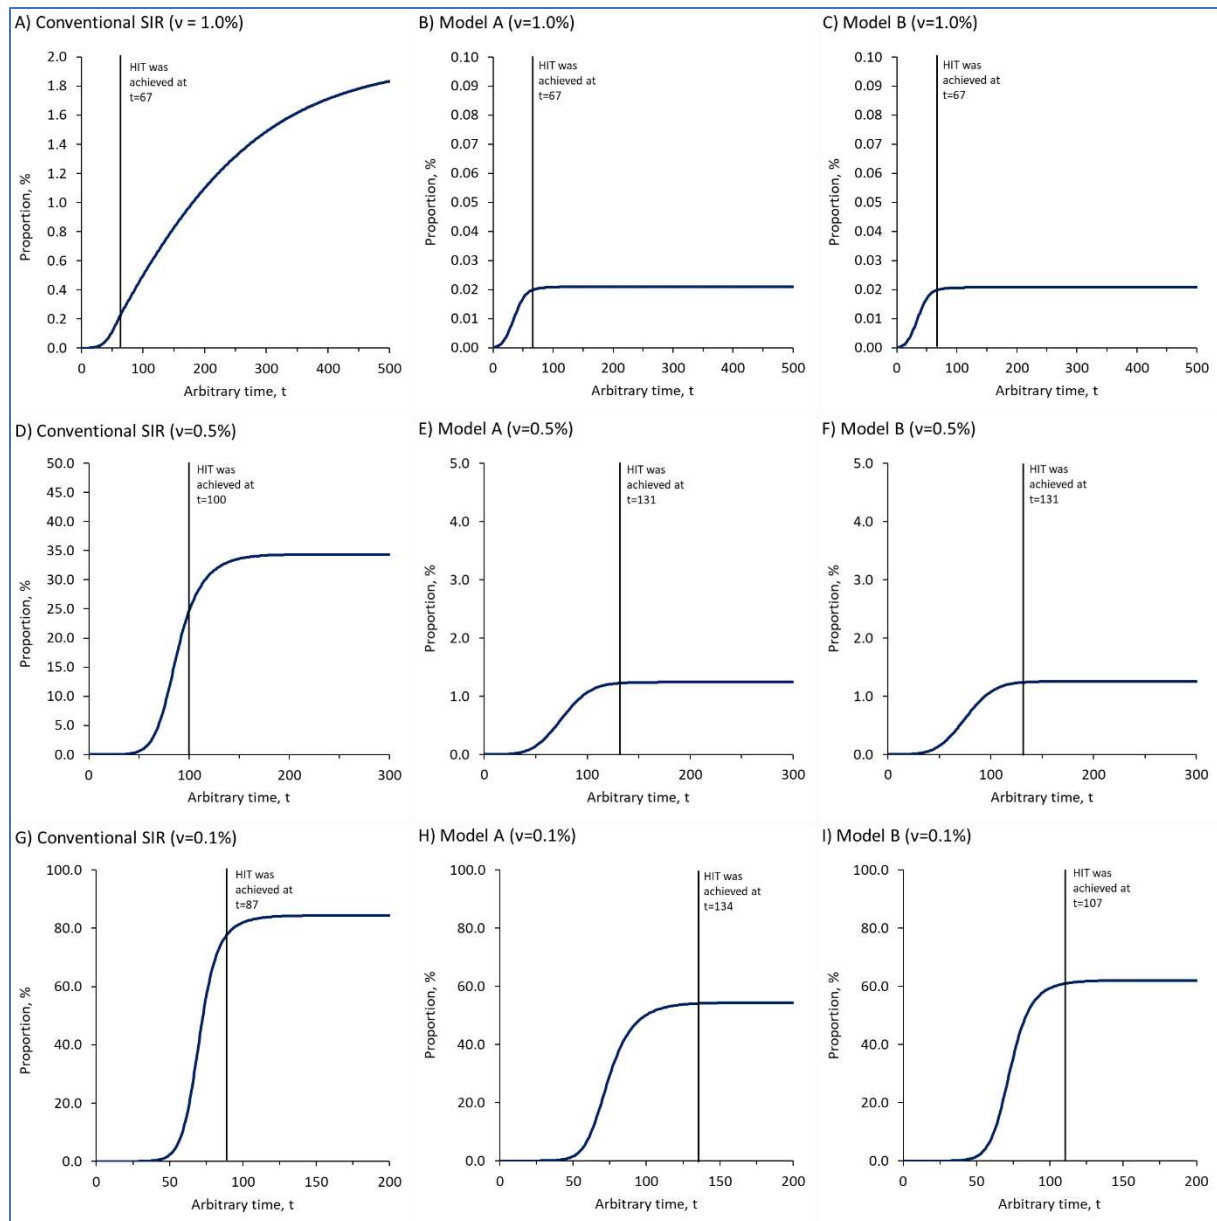 A) Conventional SIR (v = 1.0%)
2.0
1.8
1.6
1.4
1.2
1.0
0.8
0.6
0.4
0.2
0.0
Proportion, %
HIT was
achieved at
t=67
0 100 200 300 400 500
Arbitrary time, t
B) Model A (v=1.0%)
0.10
0.09
0.08
0.07
0.06
0.05
0.04
0.03
0.02
0.01
0.00
Proportion, %
HIT was
achieved at
t=67
0 100 200 300 400 500
Arbitrary time, t
C) Model B (v=1.0%)
0.10
0.09
0.08
0.07
0.06
0.05
0.04
0.03
0.02
0.01
0.00
Proportion, %
HIT was
achieved at
t=67
0 100 200 300 400 500
Arbitrary time, t
D) Conventional SIR (v=0.5%)
50.0
45.0
40.0
35.0
30.0
25.0
20.0
15.0
10.0
5.0
0.0
Proportion, %
HIT was
achieved at
t=100
0 100 200 300
Arbitrary time, t
E) Model A (v=0.5%)
5.0
4.0
3.0
2.0
1.0
0.0
Proportion, %
HIT was
achieved at
t=131
0 100 200 300
Arbitrary time, t
F) Model B (v=0.5%)
5.0
4.0
3.0
2.0
1.0
0.0
Proportion, %
HIT was
achieved at
t=131
0 100 200 300
Arbitrary time, t
G) Conventional SIR (v=0.1%)
100.0
80.0
60.0
40.0
20.0
0.0
Proportion, %
HIT was
achieved at
t=87
0 50 100 150 200
Arbitrary time, t
H) Model A (v=0.1%)
100.0
80.0
60.0
40.0
20.0
0.0
Proportion, %
HIT was
achieved at
t=134
0 50 100 150 200
Arbitrary time, t
I) Model B (v=0.1%)
100.0
80.0
60.0
40.0
20.0
0.0
Proportion, %
HIT was
achieved at
t=107
0 50 100 150 200
Arbitrary time, t